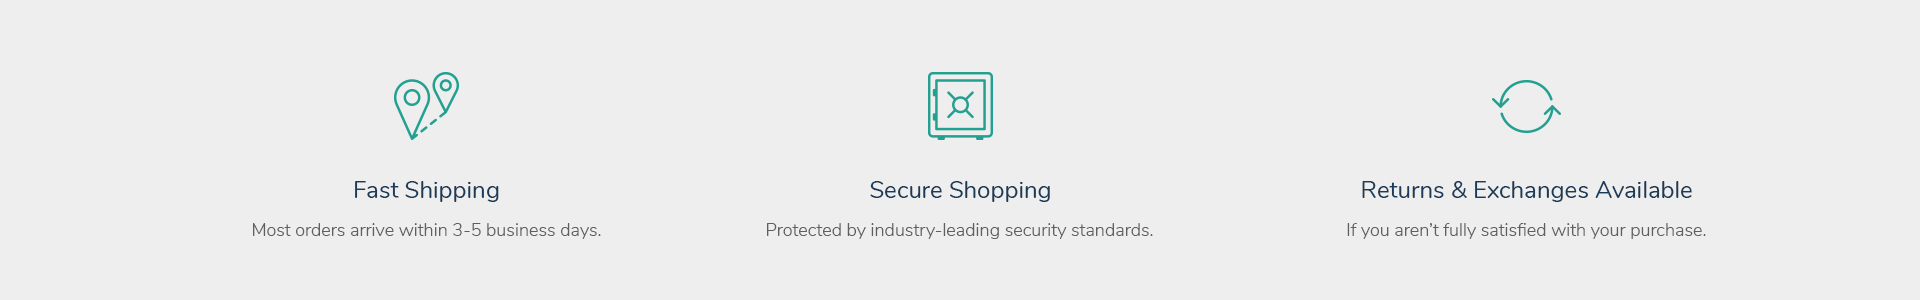 Fast Shipping
Most orders arrive within 3-5 business days.
Secure Shopping
Protected by industry-leading security standards.
Returns & Exchanges Available
If you aren’t fully satisfied with your purchase.